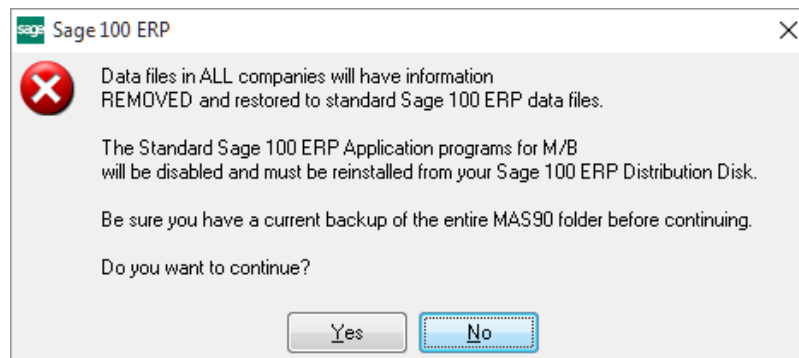 sage Sage 100 ERP
Data files in ALL companies will have information
REMOVED and restored to standard Sage 100 ERP data files.
The Standard Sage 100 ERP Application programs for M/B
will be disabled and must be reinstalled from your Sage 100 ERP Distribution Disk.
Be sure you have a current backup of the entire MAS90 folder before continuing.
Do you want to continue?
Yes No